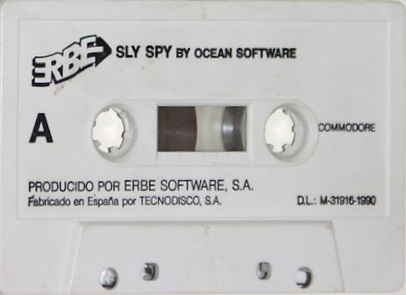 ERBE SLY SPY BY OCEAN SOFTWARE
A
COMMODORE
PRODUCIDO POR ERBE SOFTWARE, S.A.
Fabricado en España por TECNODISCO, S.A. D.L.: M-31916-1990